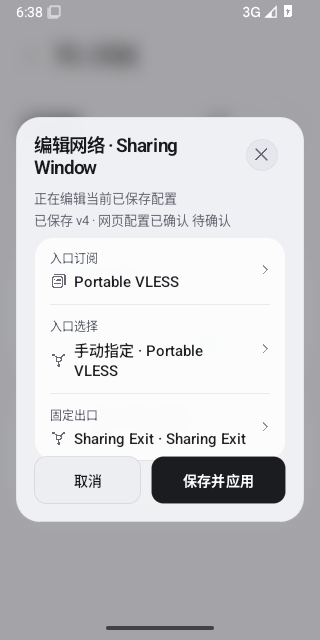 6:38
3G
编辑网络 · Sharing
Window
正在编辑当前已保存配置
已保存 v4 · 网页配置已确认 待确认
入口订阅
Portable VLESS
入口选择
手动指定 · Portable
VLESS
固定出口
Sharing Exit · Sharing Exit
取消
保存并应用